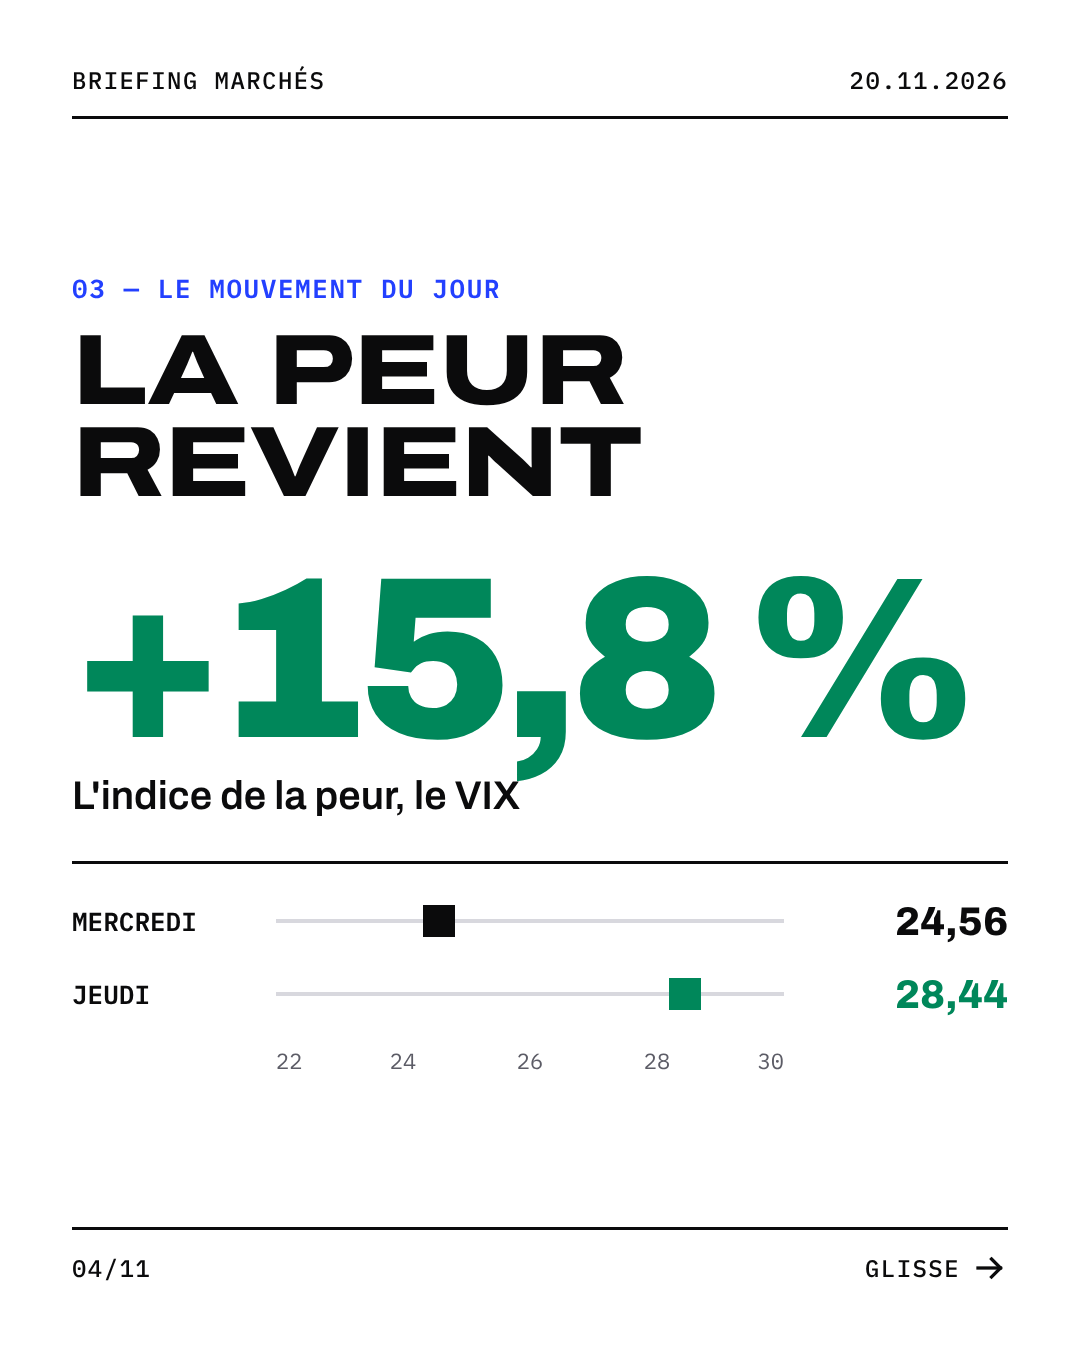 BRIEFING MARCHÉS
20.11.2026
03 — LE MOUVEMENT DU JOUR
LA PEUR
REVIENT
+15,8 %
L'indice de la peur, le VIX
MERCREDI 24,56
JEUDI 28,44
22 24 26 28 30
04/11
GLISSE →